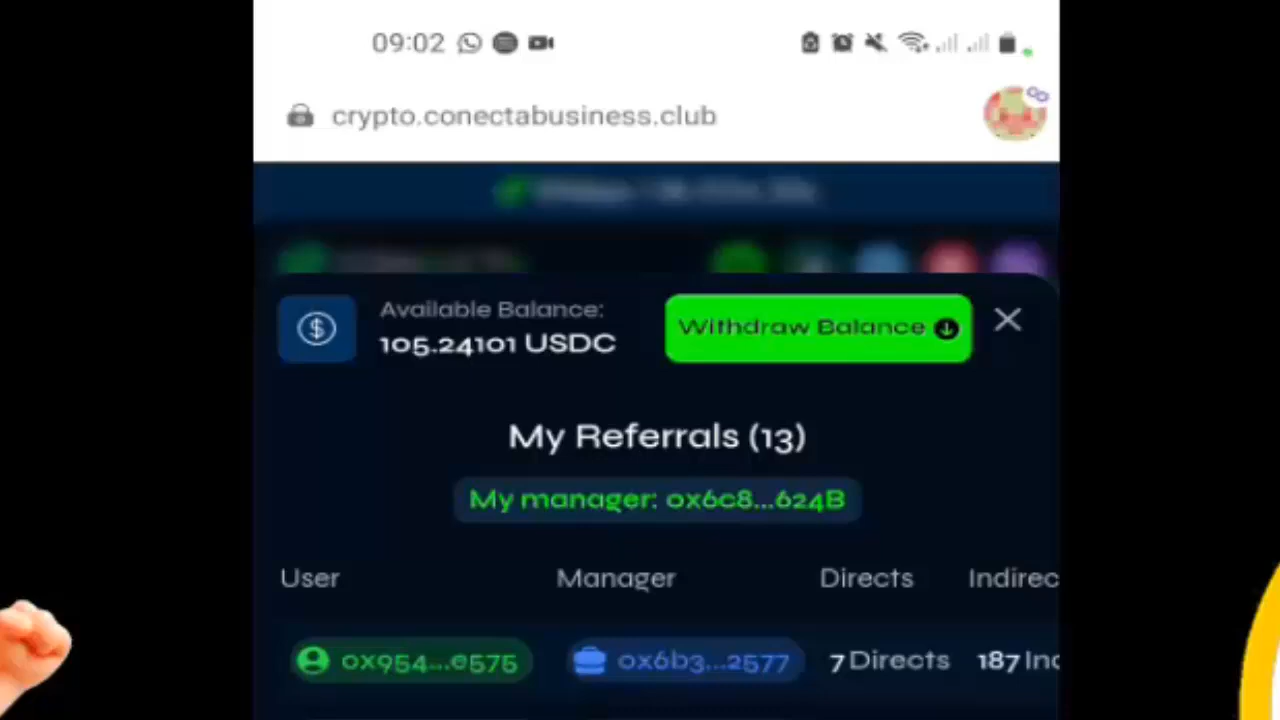 09:02
crypto.conectabusiness.club
Available Balance:
105.24101 USDC
Withdraw Balance
My Referrals (13)
My manager: 0x6c8...624B
User Manager Directs Indirec
0x954...e575 0x6b3...2577 7 Directs 187 Inc